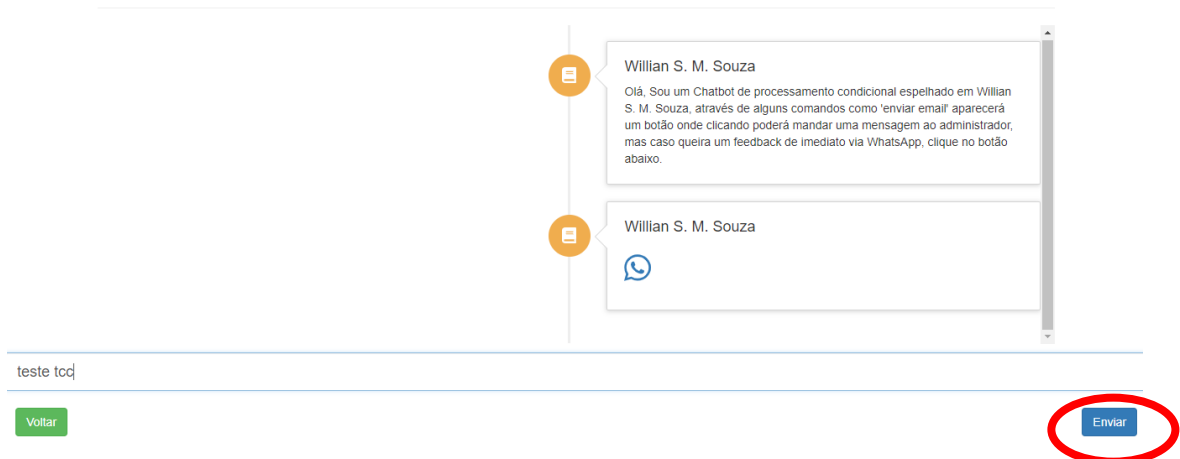 Willian S. M. Souza
Olá, Sou um Chatbot de processamento condicional espelhado em Willian
S. M. Souza, através de alguns comandos como 'enviar email' aparecerá
um botão onde clicando poderá mandar uma mensagem ao administrador,
mas caso queira um feedback de imediato via WhatsApp, clique no botão
abaixo.
Willian S. M. Souza
teste tcc
Voltar
Enviar